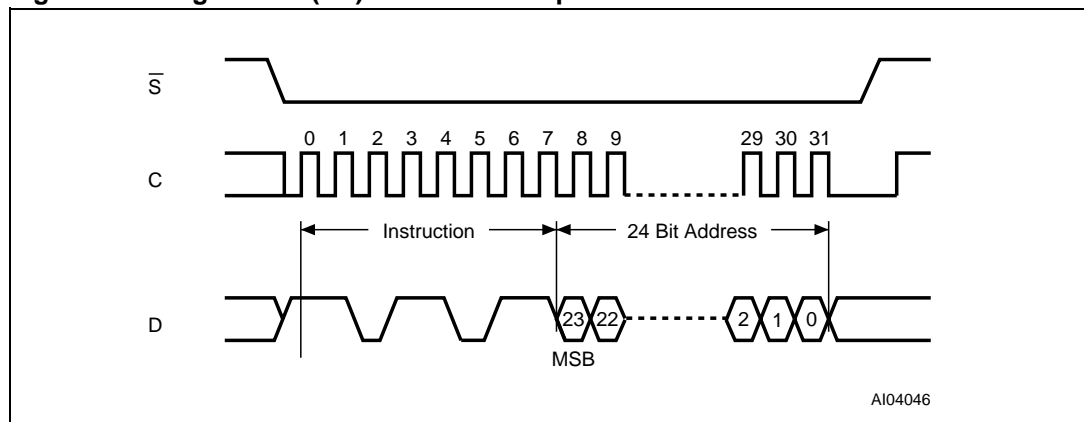 S
0 1 2 3 4 5 6 7 8 9 29 30 31
C
Instruction 24 Bit Address
D 23 22 2 1 0
MSB
AI04046